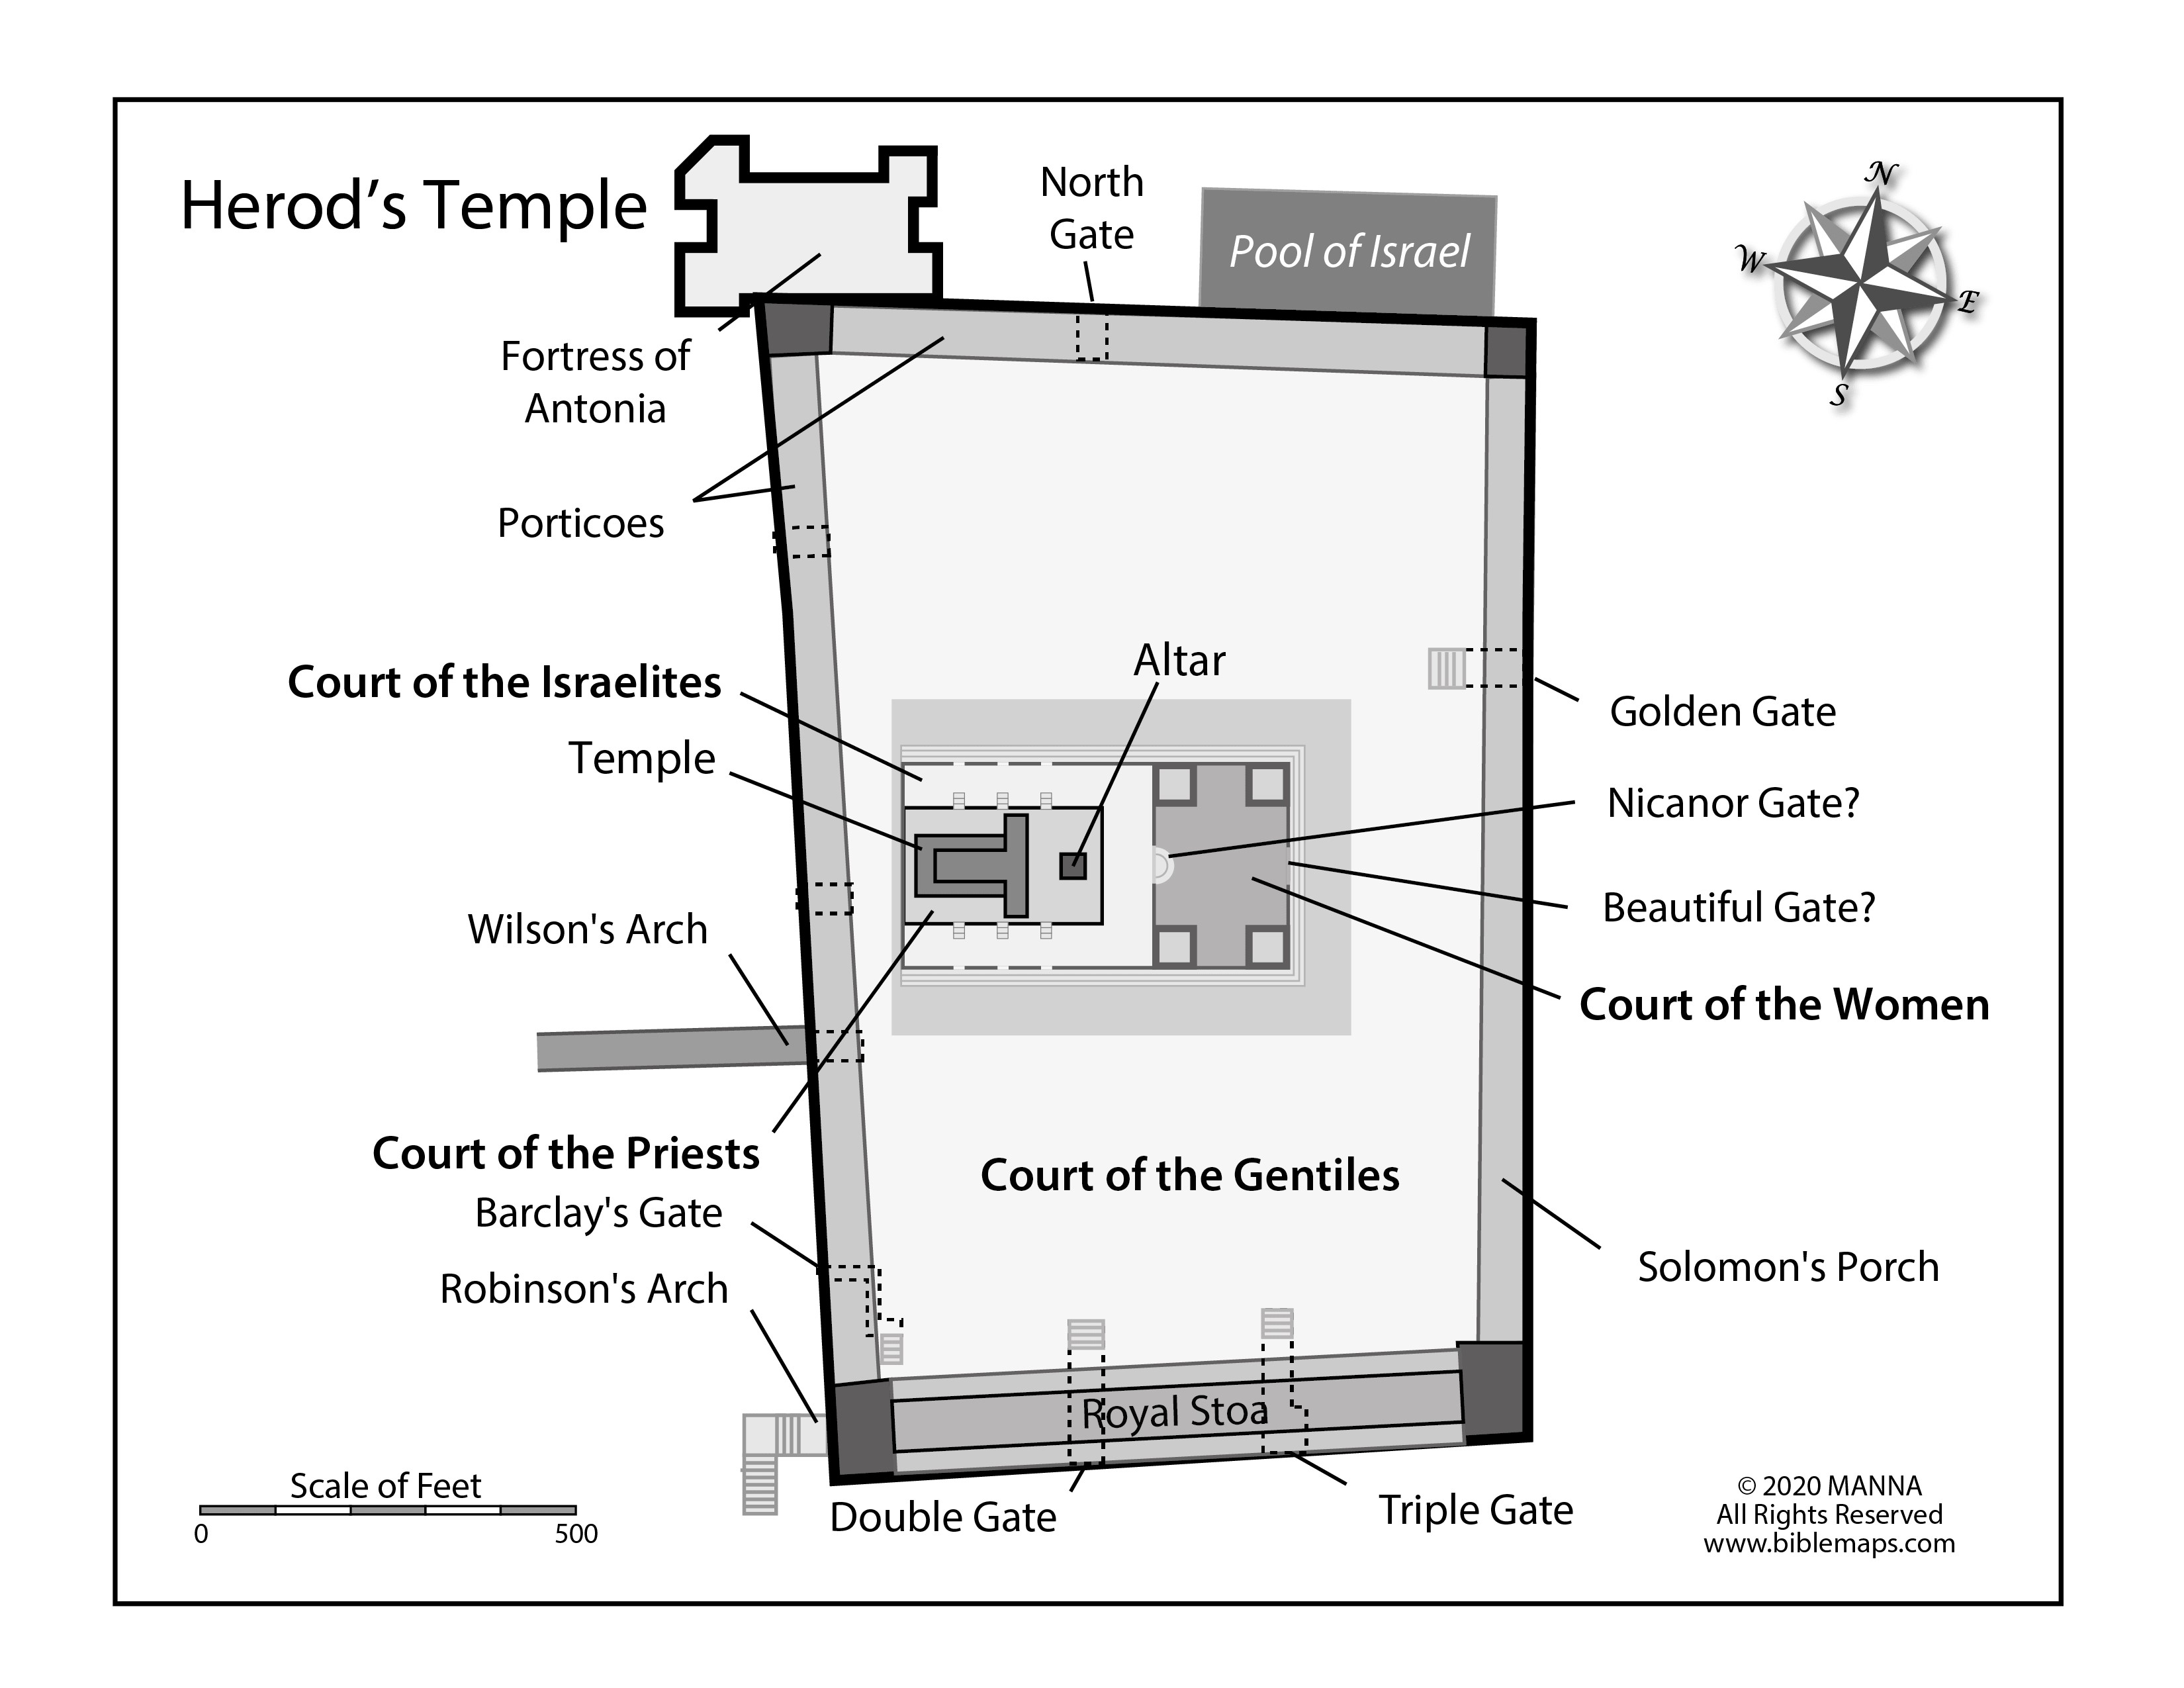 Herod's Temple
North
Gate
Pool of Israel
N
W
E
S
Fortress of
Antonia
Porticoes
Altar
Court of the Israelites
Temple
Golden Gate
Nicanor Gate?
Beautiful Gate?
Wilson's Arch
Court of the Women
Court of the Priests
Court of the Gentiles
Barclay's Gate
Solomon's Porch
Robinson's Arch
Royal Stoa
Scale of Feet
0
500
Double Gate
Triple Gate
© 2020 MANNA
All Rights Reserved
www.biblemaps.com